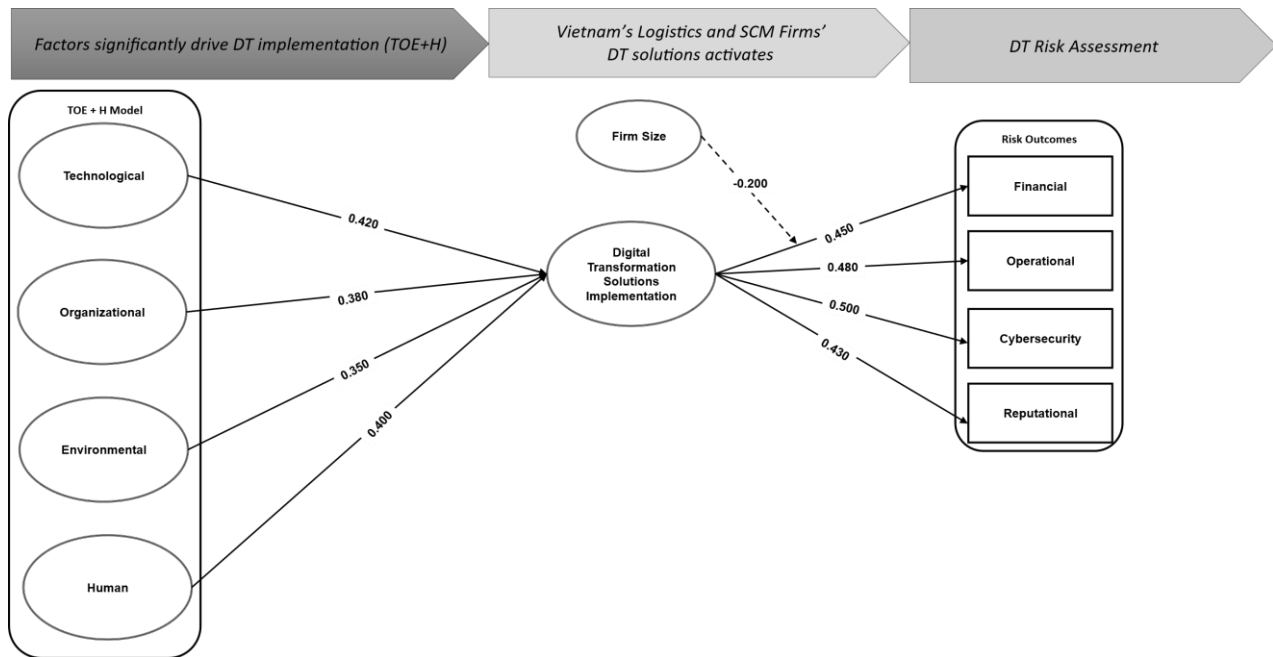 Factors significantly drive DT implementation (TOE+H)
Vietnam's Logistics and SCM Firms'
DT solutions activates
DT Risk Assessment
TOE + H Model
Technological
Organizational
Environmental
Human
0.420
0.380
0.350
0.400
Firm Size
-0.200
Digital
Transformation
Solutions
Implementation
0.450
0.480
0.500
0.430
Risk Outcomes
Financial
Operational
Cybersecurity
Reputational